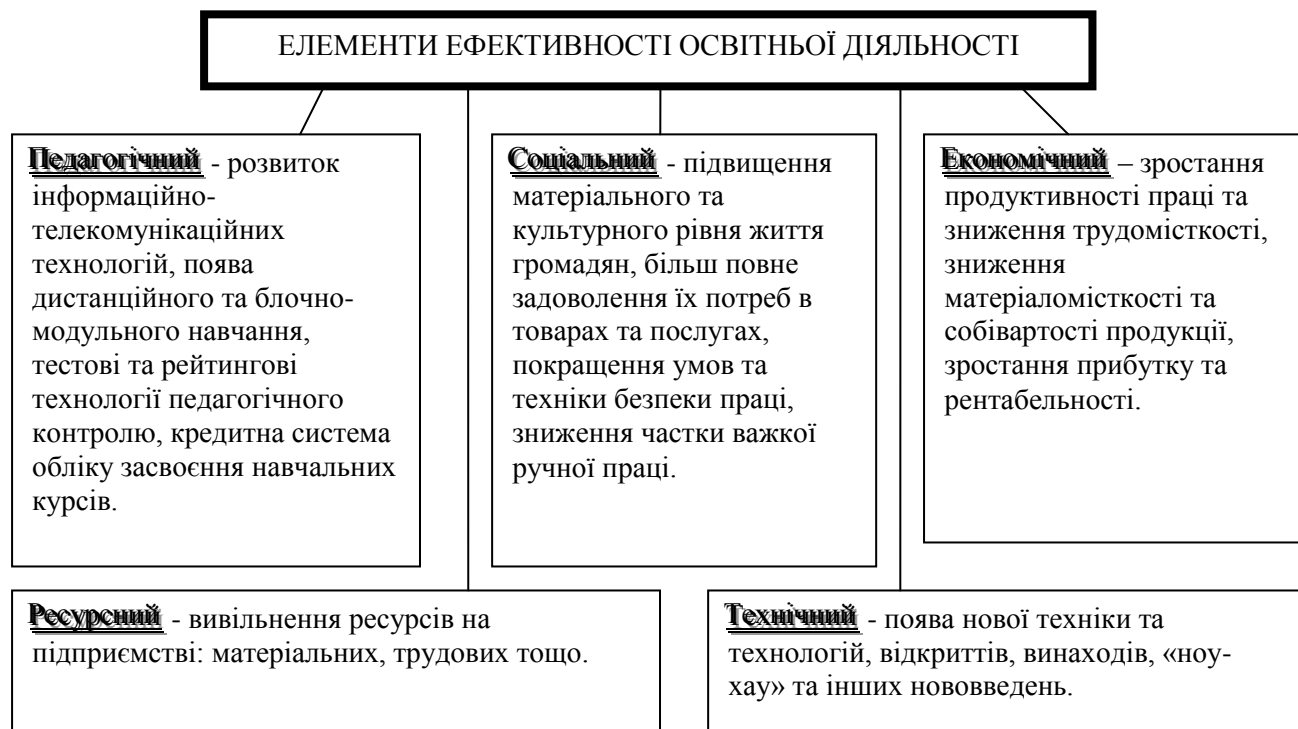 ЕЛЕМЕНТИ ЕФЕКТИВНОСТІ ОСВІТНЬОЇ ДІЯЛЬНОСТІ
Педагогічний - розвиток
інформаційно-
телекомунікаційних
технологій, поява
дистанційного та блочно-
модульного навчання,
тестові та рейтингові
технології педагогічного
контролю, кредитна система
обліку засвоєння навчальних
курсів.
Соціальний - підвищення
матеріального та
культурного рівня життя
громадян, більш повне
задоволення їх потреб в
товарах та послугах,
покращення умов та
техніки безпеки праці,
зниження частки важкої
ручної праці.
Економічний – зростання
продуктивності праці та
зниження трудомісткості,
зниження
матеріаломісткості та
собівартості продукції,
зростання прибутку та
рентабельності.
Ресурсний - вивільнення ресурсів на
підприємстві: матеріальних, трудових тощо.
Технічний - поява нової техніки та
технологій, відкриттів, винаходів, «ноу-
хау» та інших нововведень.